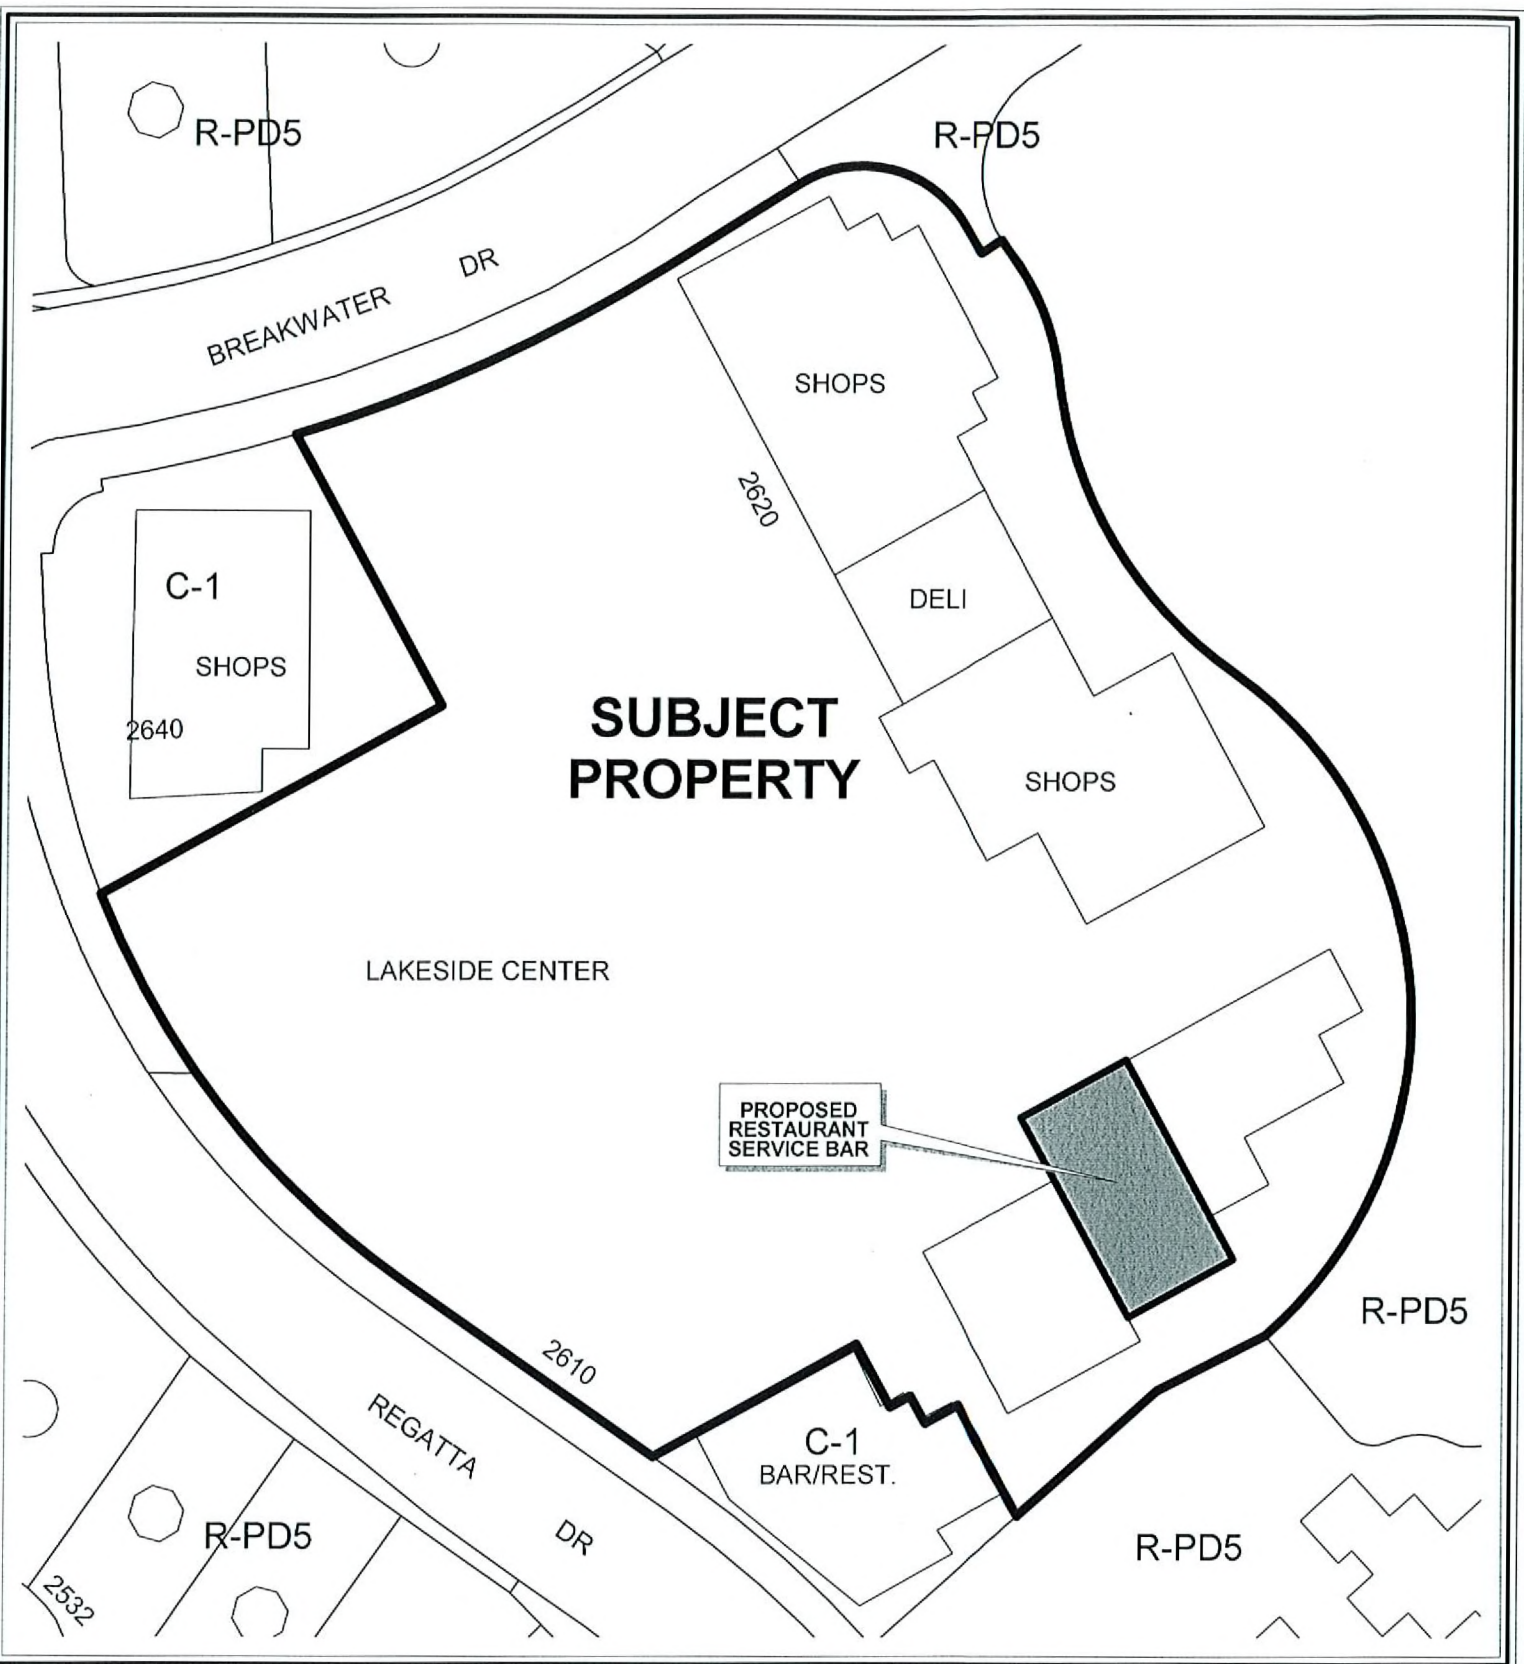 R-PD5
R-PD5
BREAKWATER DR
SHOPS
2620
C-1
SHOPS
2640
DELI
SUBJECT
PROPERTY
SHOPS
LAKESIDE CENTER
PROPOSED
RESTAURANT
SERVICE BAR
R-PD5
2610
REGATTA DR
C-1
BAR/REST.
R-PD5
R-PD5
2532